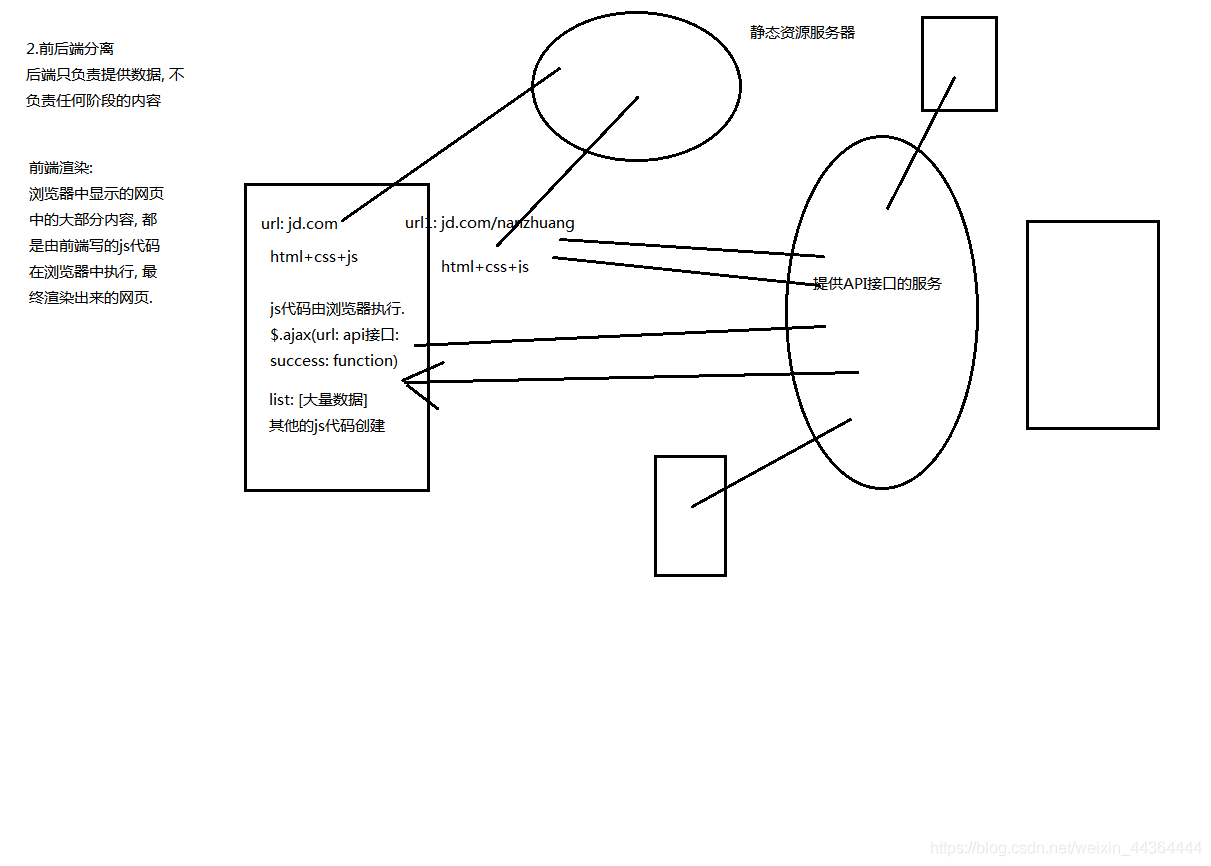 2.前后端分离
后端只负责提供数据, 不
负责任何阶段的内容
前端渲染:
浏览器中显示的网页
中的大部分内容, 都
是由前端写的js代码
在浏览器中执行, 最
终渲染出来的网页.
静态资源服务器
url: jd.com
html+css+js
js代码由浏览器执行.
$.ajax(url: api接口:
success: function)
list: [大量数据]
其他的js代码创建
url1: jd.com/nanzhuang
html+css+js
提供API接口的服务
https://blog.csdn.net/weixin_44364444